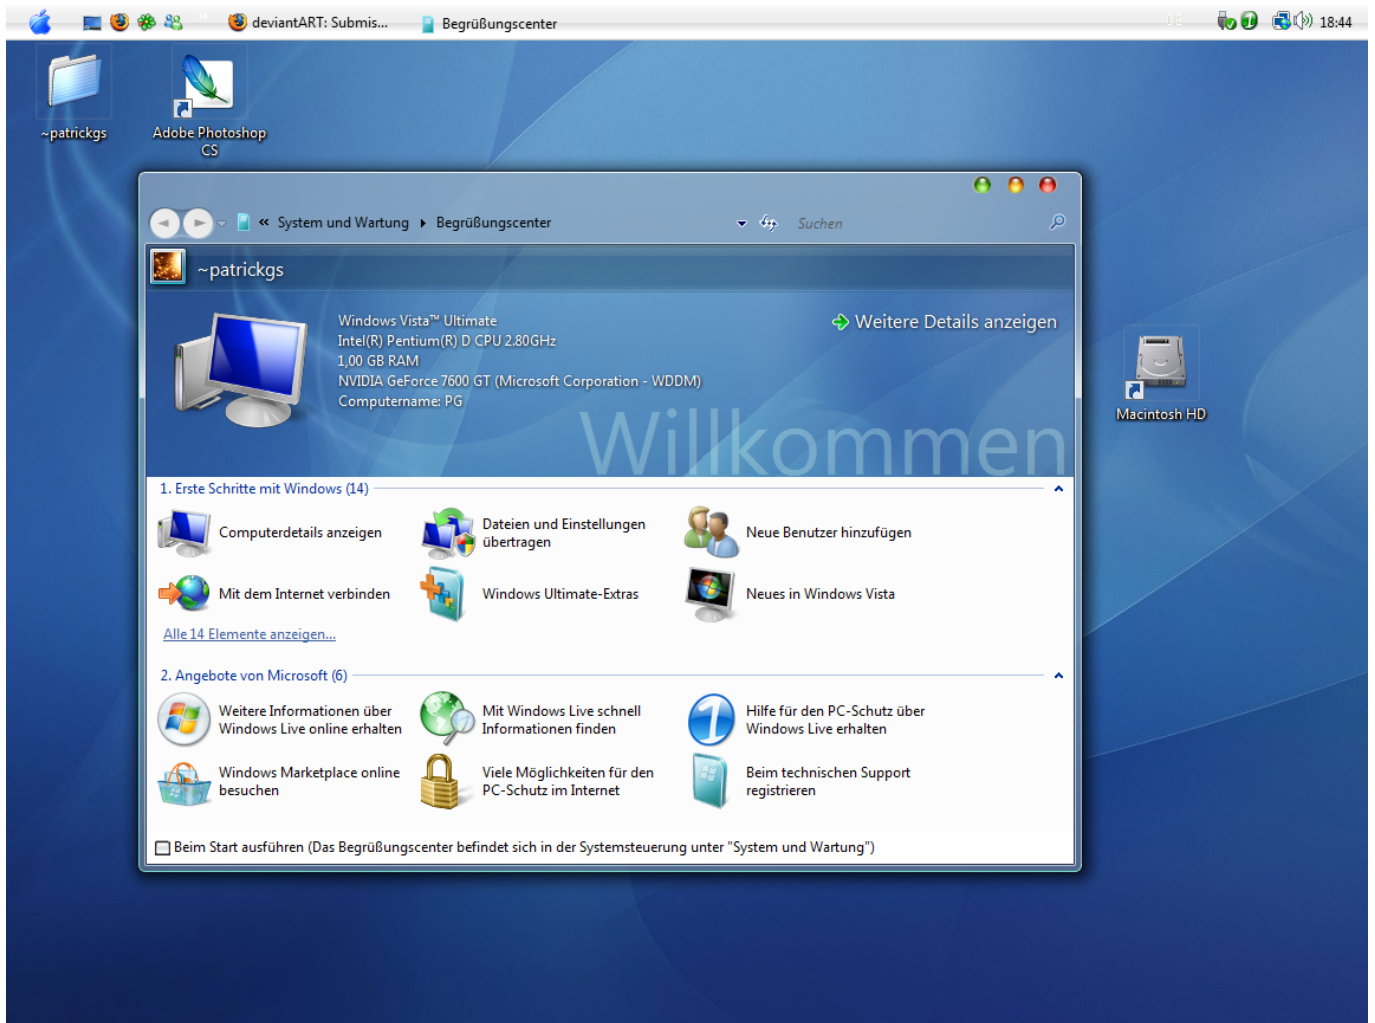 deviantART: Submis...
Begrüßungscenter
18:44
~patrickgs
Adobe Photoshop
CS
System und Wartung
Begrüßungscenter
Suchen
~patrickgs
Windows Vista™ Ultimate
Intel(R) Pentium(R) D CPU 2.80GHz
1,00 GB RAM
NVIDIA GeForce 7600 GT (Microsoft Corporation - WDDM)
Computername: PG
Weitere Details anzeigen
Willkommen
Macintosh HD
1. Erste Schritte mit Windows (14)
Computerdetails anzeigen
Dateien und Einstellungen
übertragen
Neue Benutzer hinzufügen
Mit dem Internet verbinden
Windows Ultimate-Extras
Neues in Windows Vista
Alle 14 Elemente anzeigen...
2. Angebote von Microsoft (6)
Weitere Informationen über
Windows Live online erhalten
Mit Windows Live schnell
Informationen finden
Hilfe für den PC-Schutz über
Windows Live erhalten
Windows Marketplace online
besuchen
Viele Möglichkeiten für den
PC-Schutz im Internet
Beim technischen Support
registrieren
Beim Start ausführen (Das Begrüßungscenter befindet sich in der Systemsteuerung unter "System und Wartung")